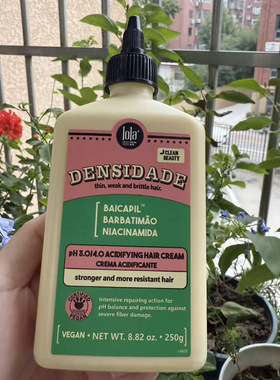 lola
CLEAN
BEAUTY
DENSIDADE
thin, weak and brittle hair.
BAICAPIL™
BARBATIMÃO
NIACINAMIDA
pH 3.0/4.0 ACIDIFYING HAIR CREAM
CREMA ACIDIFICANTE
stronger and more resistant hair
Intensive repairing action for
pH balance and protection against
severe fiber damage.
VEGAN • NET WT. 8.82 oz. • 250g